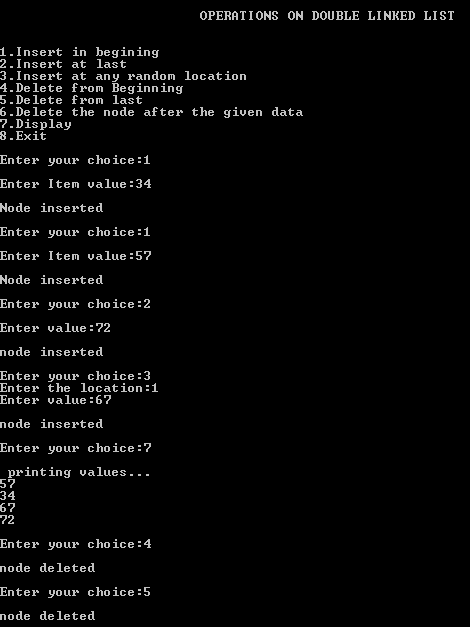 OPERATIONS ON DOUBLE LINKED LIST
1.Insert in begining
2.Insert at last
3.Insert at any random location
4.Delete from Beginning
5.Delete from last
6.Delete the node after the given data
7.Display
8.Exit
Enter your choice:1
Enter Item value:34
Node inserted
Enter your choice:1
Enter Item value:57
Node inserted
Enter your choice:2
Enter value:72
node inserted
Enter your choice:3
Enter the location:1
Enter value:67
node inserted
Enter your choice:7
printing values...
57
34
67
72
Enter your choice:4
node deleted
Enter your choice:5
node deleted